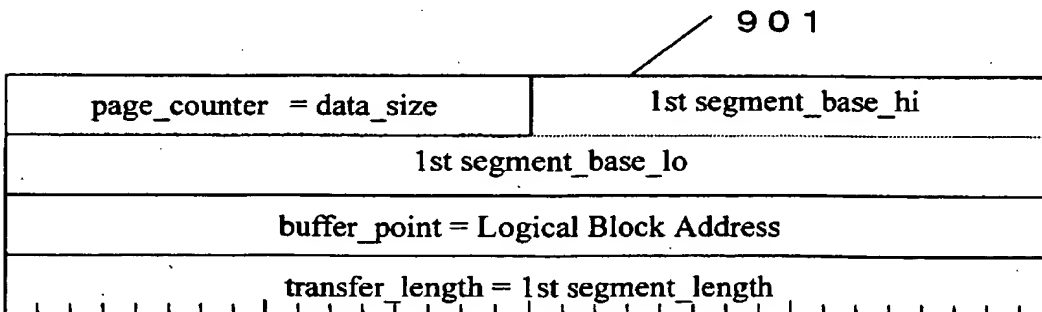 901
page_counter = data_size 1st segment_base_hi
1st segment_base_lo
buffer_point = Logical Block Address
transfer_length = 1st segment_length